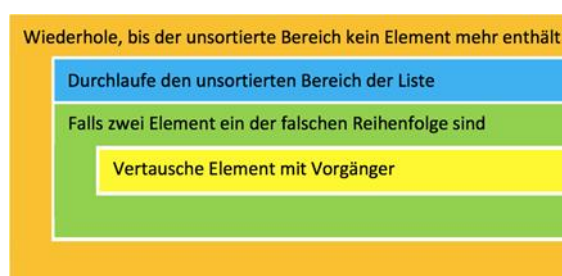 Wiederhole, bis der unsortierte Bereich kein Element mehr enthält
Durchlaufe den unsortierten Bereich der Liste
Falls zwei Element ein der falschen Reihenfolge sind
Vertausche Element mit Vorgänger